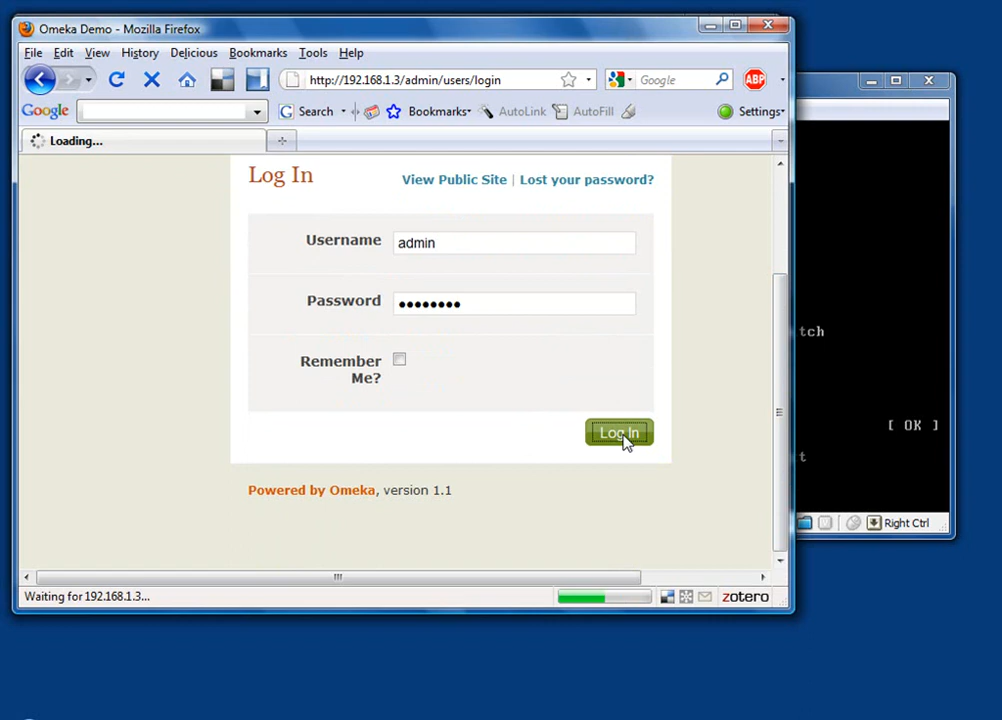 Omeka Demo - Mozilla Firefox
File Edit View History Delicious Bookmarks Tools Help
http://192.168.1.3/admin/users/login
Google
ABP
Google Search Bookmarks AutoLink AutoFill Settings
Loading...
Log In
View Public Site | Lost your password?
Username admin
Password ••••••••
Remember
Me?
Log In
Powered by Omeka, version 1.1
Waiting for 192.168.1.3...
zotero
tch
[ OK ]
t
Right Ctrl